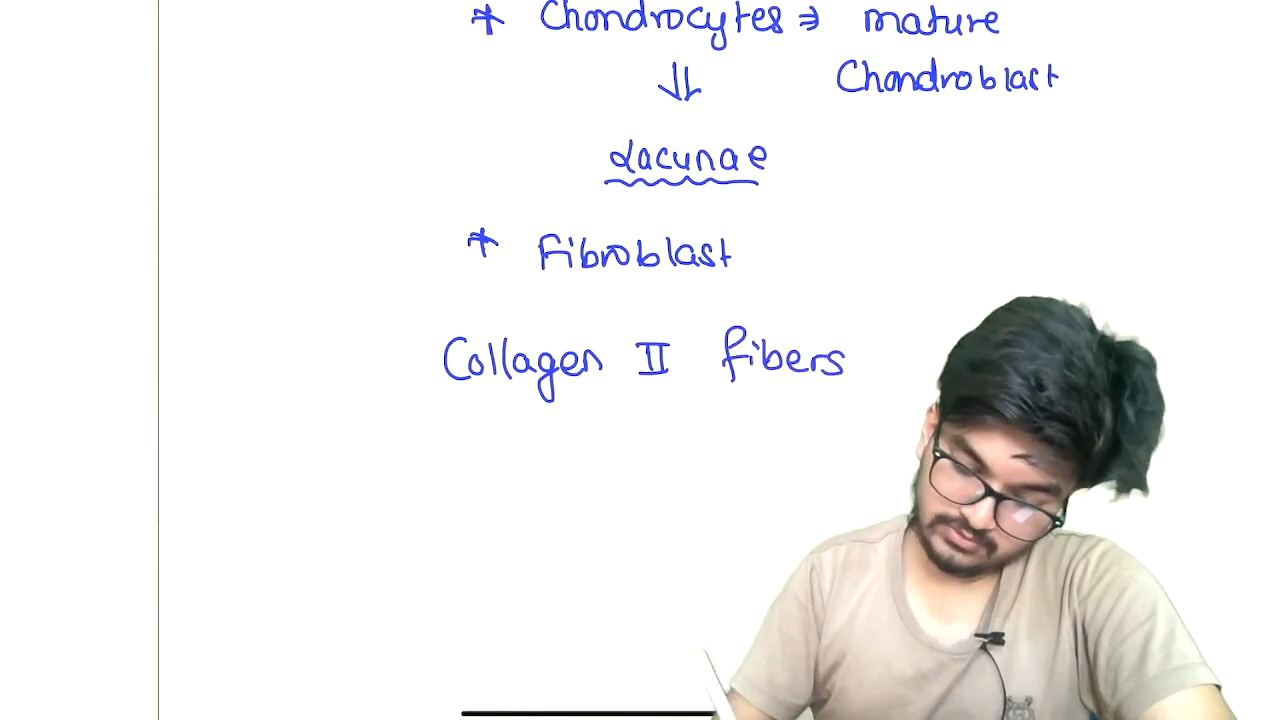 * Chondrocytes ⇒ mature
Chondroblast
⇓
Lacunae
* Fibroblast
Collagen II fibers